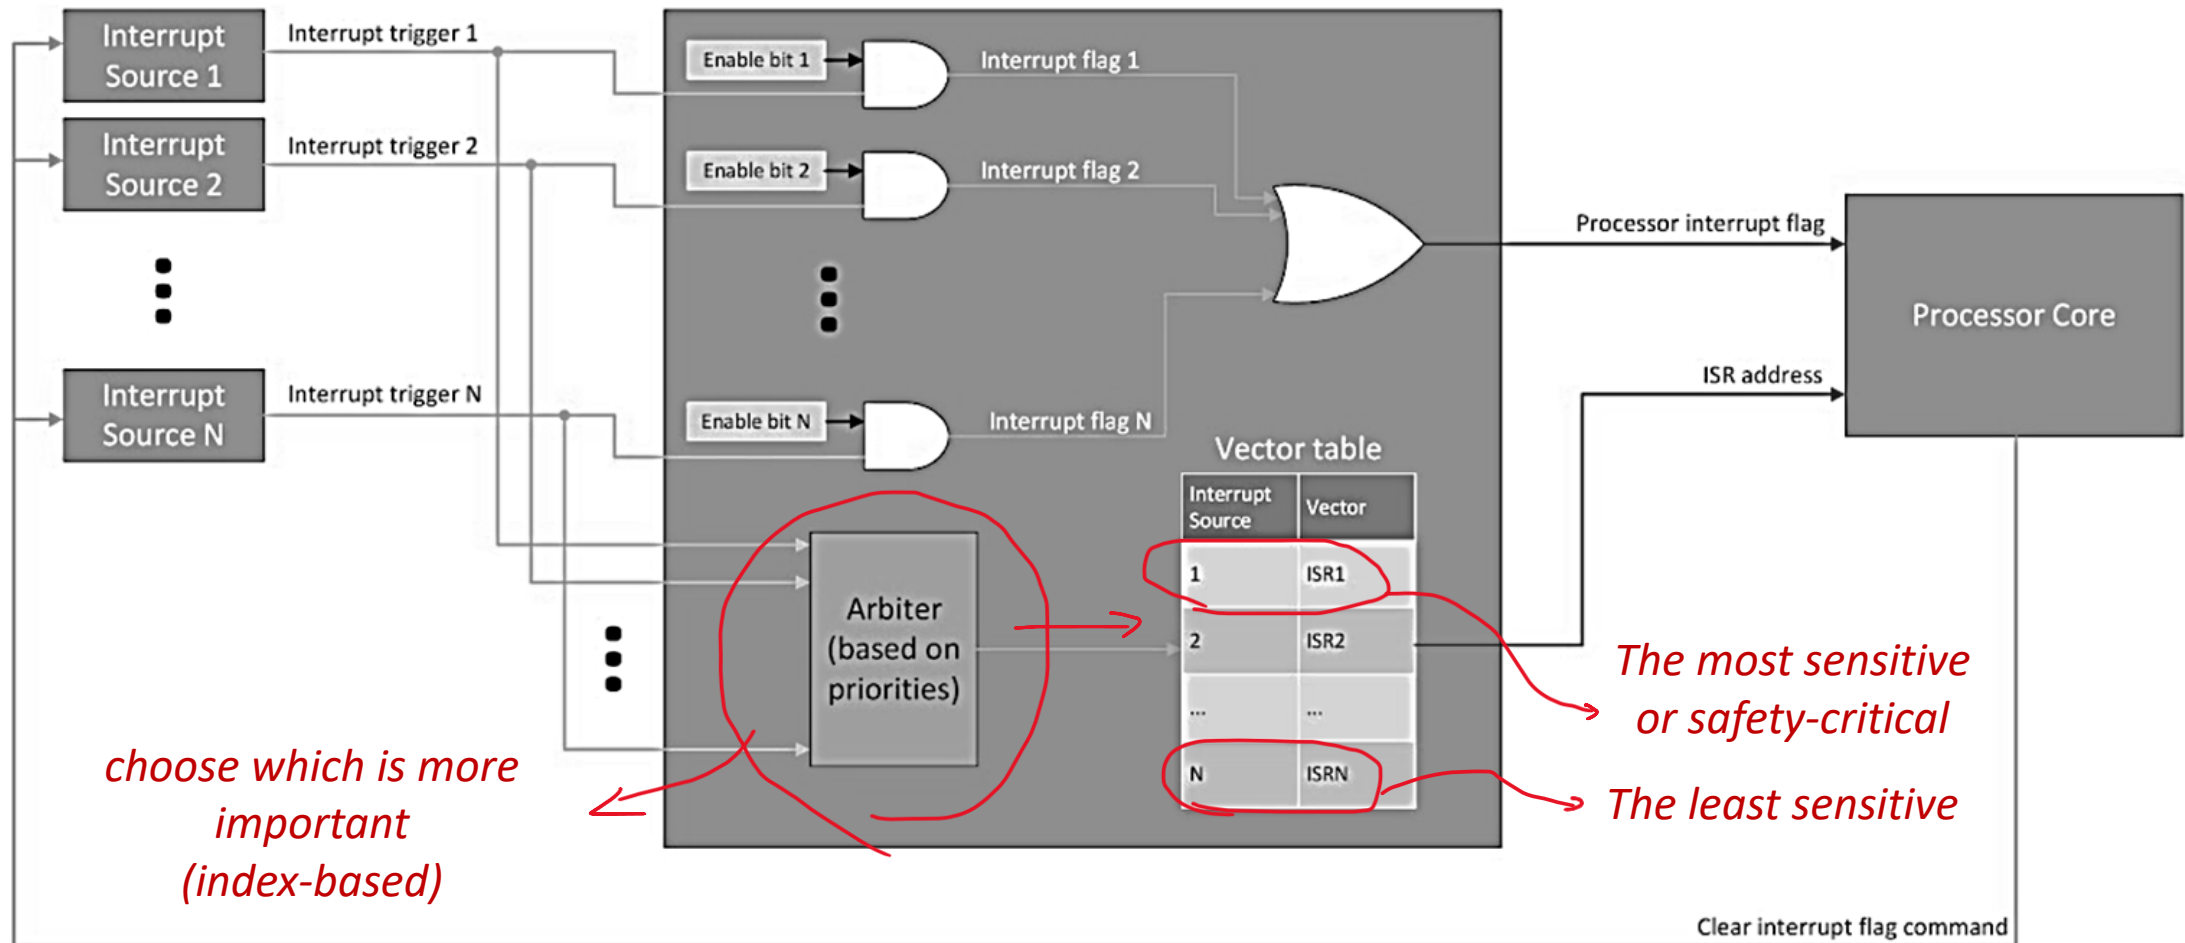 Interrupt
Source 1
Interrupt trigger 1
Enable bit 1
Interrupt flag 1
Interrupt
Source 2
Interrupt trigger 2
Enable bit 2
Interrupt flag 2
Processor interrupt flag
Processor Core
ISR address
Interrupt
Source N
Interrupt trigger N
Enable bit N
Interrupt flag N
Vector table
Interrupt
Source
Vector
1
ISR1
2
ISR2
...
...
N
ISRN
Arbiter
(based on
priorities)
The most sensitive
or safety-critical
The least sensitive
choose which is more
important
(index-based)
Clear interrupt flag command